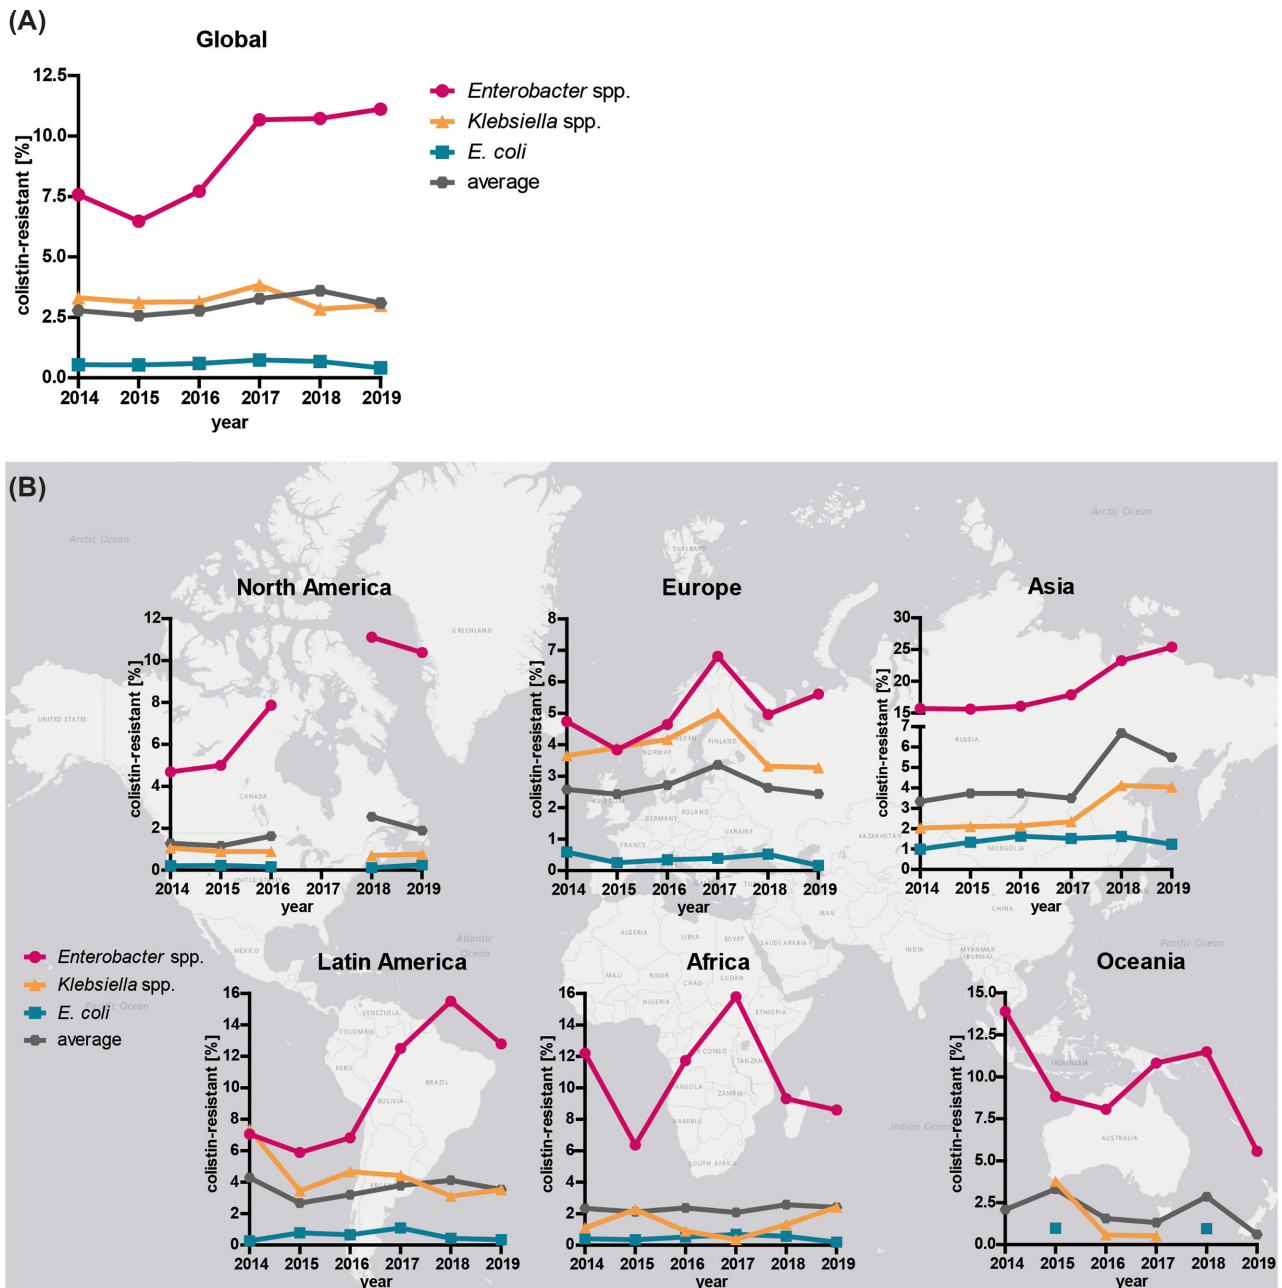 (A)
Global
12.5
10.0
7.5
5.0
2.5
0.0
colistin-resistant [%]
2014 2015 2016 2017 2018 2019
year
Enterobacter spp.
Klebsiella spp.
E. coli
average
(B)
Arctic Ocean
Arctic Ocean
SVALBARD
GREENLAND
UNITED STATES
CANADA
UNITED STATES
North America
12
10
8
6
4
2
0
colistin-resistant [%]
2014 2015 2016 2017 2018 2019
year
Europe
8
7
6
5
4
3
2
1
0
colistin-resistant [%]
NORWAY
FINLAND
POLAND
GERMANY
UKRAINE
FRANCE
2014 2015 2016 2017 2018 2019
year
Asia
30
25
20
15
7
6
5
4
3
2
1
0
colistin-resistant [%]
colistin-resistant [%]
RUSSIA
MONGOLIA
2014 2015 2016 2017 2018 2019
year
MÉXICO
Atlantic
Ocean
Pacific Ocean
ALGERIA
LIBYA
EGYPT
SAUDI ARABIA
IRAN
CHINA
INDIA
MYANMAR
(BURMA)
Pacific Ocean
Enterobacter spp.
Klebsiella spp.
E. coli
average
Latin America
16
14
12
10
8
6
4
2
0
colistin-resistant [%]
VENEZUELA
COLOMBIA
PERÚ
BRAZIL
BOLIVIA
2014 2015 2016 2017 2018 2019
year
Africa
16
14
12
10
8
6
4
2
0
colistin-resistant [%]
MALI
NIGER
CHAD
SUDAN
NIGERIA
ETHIOPIA
CONGO
ANGOLA
ZAMBIA
NAMIBIA
SOUTH AFRICA
2014 2015 2016 2017 2018 2019
year
Indian Ocean
Oceania
15.0
10.0
7.5
5.0
2.5
0.0
colistin-resistant [%]
INDONESIA
AUSTRALIA
2014 2015 2016 2017 2018 2019
year